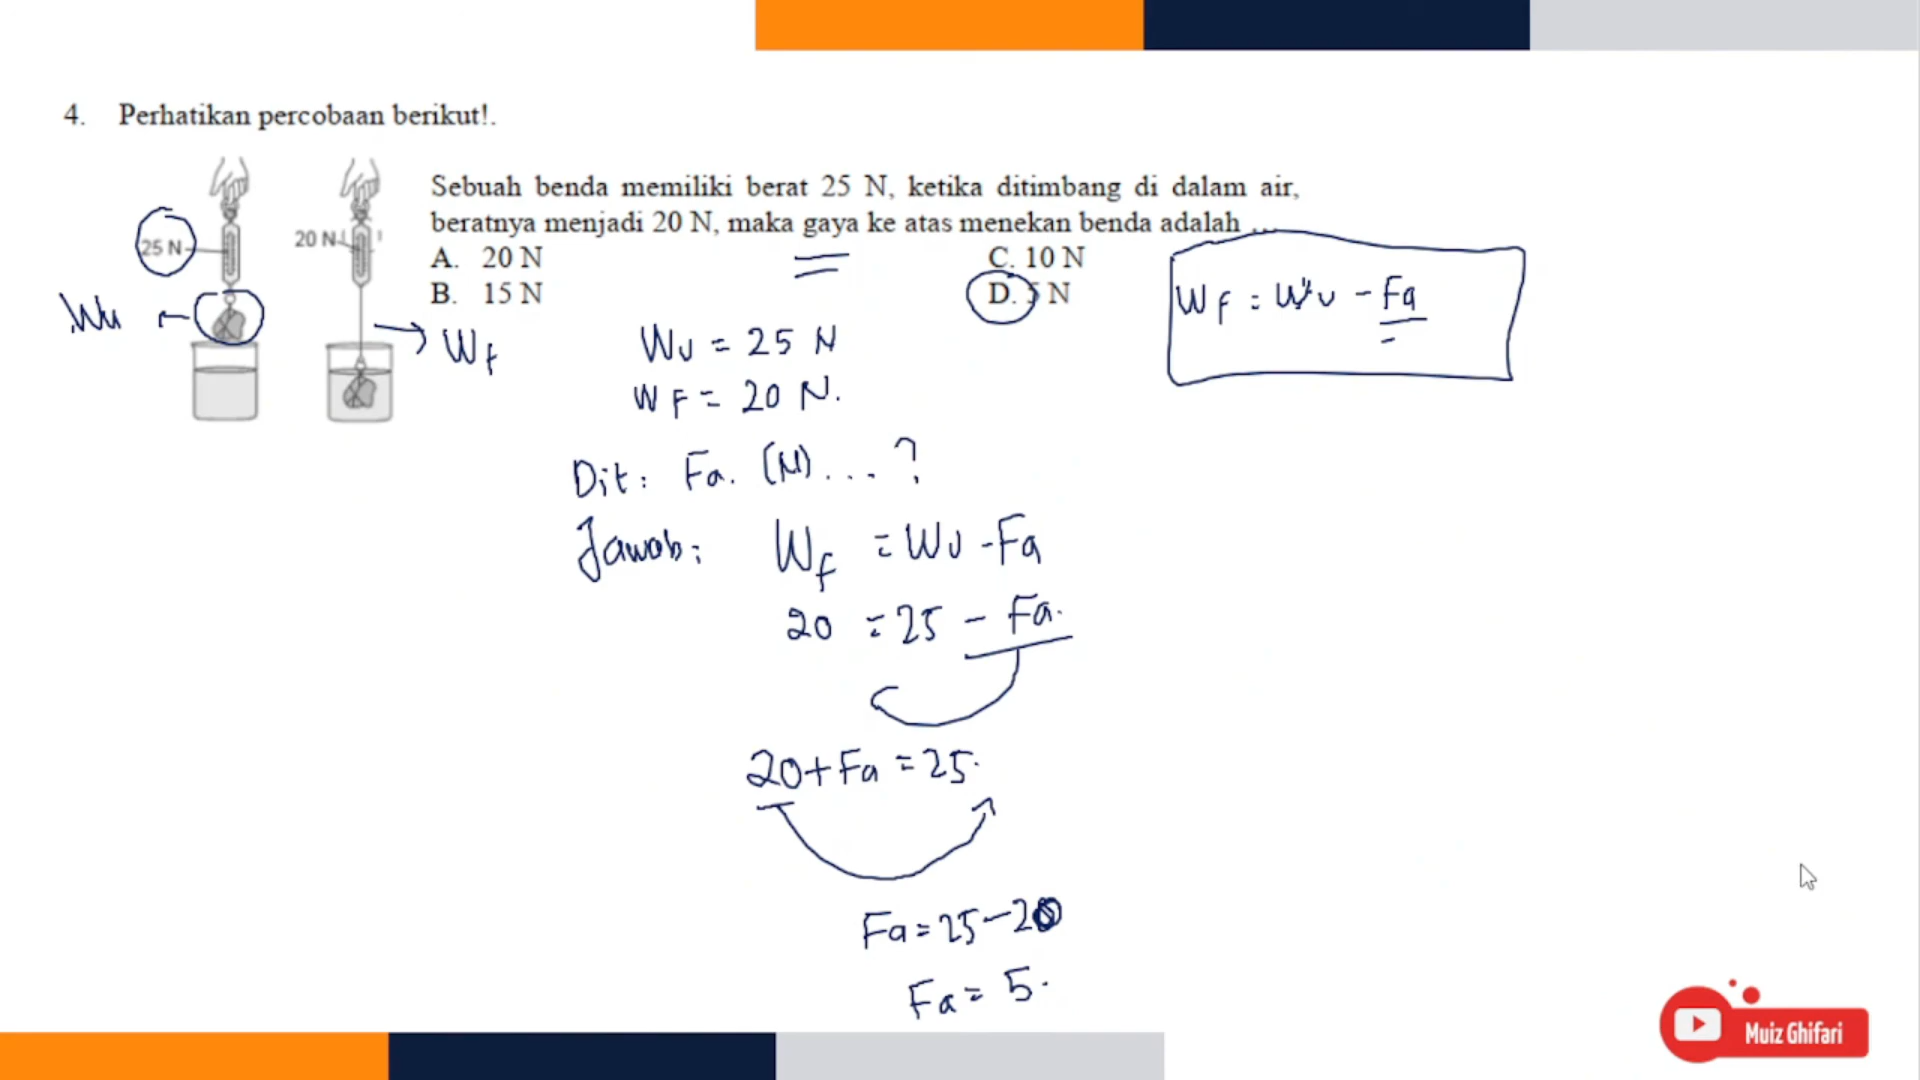 4. Perhatikan percobaan berikut!.
25 N
20 N
Sebuah benda memiliki berat 25 N, ketika ditimbang di dalam air,
beratnya menjadi 20 N, maka gaya ke atas menekan benda adalah ...
A. 20 N C. 10 N
B. 15 N D. 5 N
Wu
Wf
Wf = Wu - Fa
Wu = 25 N
WF = 20 N.
Dit: Fa. (N) ... ?
Jawab: Wf = Wu - Fa
20 = 25 - Fa.
20 + Fa = 25.
Fa = 25 - 20
Fa = 5.
Muiz Ghifari